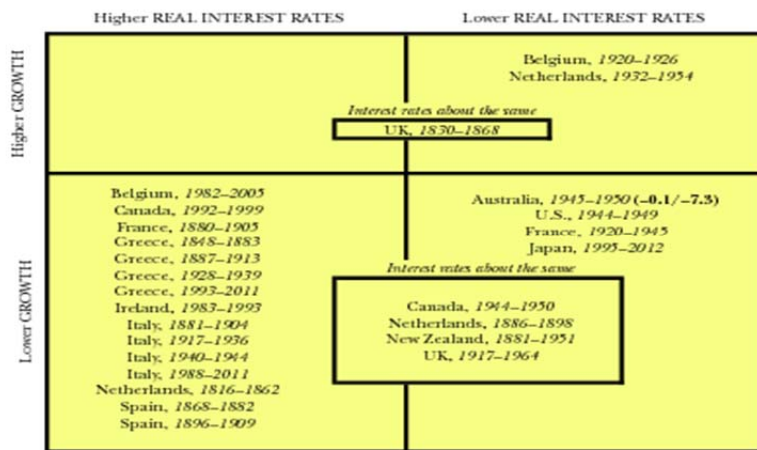 Higher REAL INTEREST RATES
Lower REAL INTEREST RATES
Higher GROWTH
Belgium, 1920–1926
Netherlands, 1932–1954
Interest rates about the same
UK, 1830–1868
Lower GROWTH
Belgium, 1982–2005
Canada, 1992–1999
France, 1880–1905
Greece, 1848–1883
Greece, 1887–1913
Greece, 1928–1939
Greece, 1993–2011
Ireland, 1983–1993
Italy, 1881–1904
Italy, 1917–1936
Italy, 1940–1944
Italy, 1988–2011
Netherlands, 1816–1862
Spain, 1868–1882
Spain, 1896–1909
Australia, 1945–1950 (–0.1/–7.3)
U.S., 1944–1949
France, 1920–1945
Japan, 1995–2012
Interest rates about the same
Canada, 1944–1950
Netherlands, 1886–1898
New Zealand, 1881–1951
UK, 1917–1964